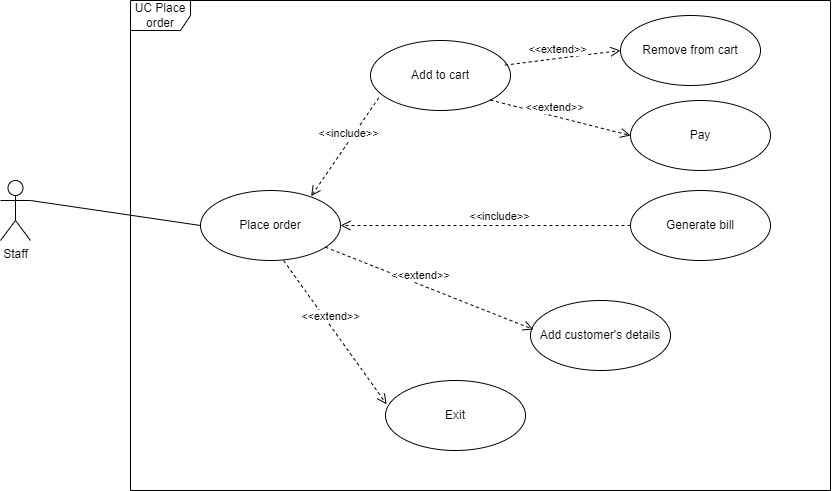 UC Place
order
<<extend>>
Remove from cart
Add to cart
<<extend>>
Pay
<<include>>
<<include>>
Place order
Generate bill
Staff
<<extend>>
<<extend>>
Add customer's details
Exit